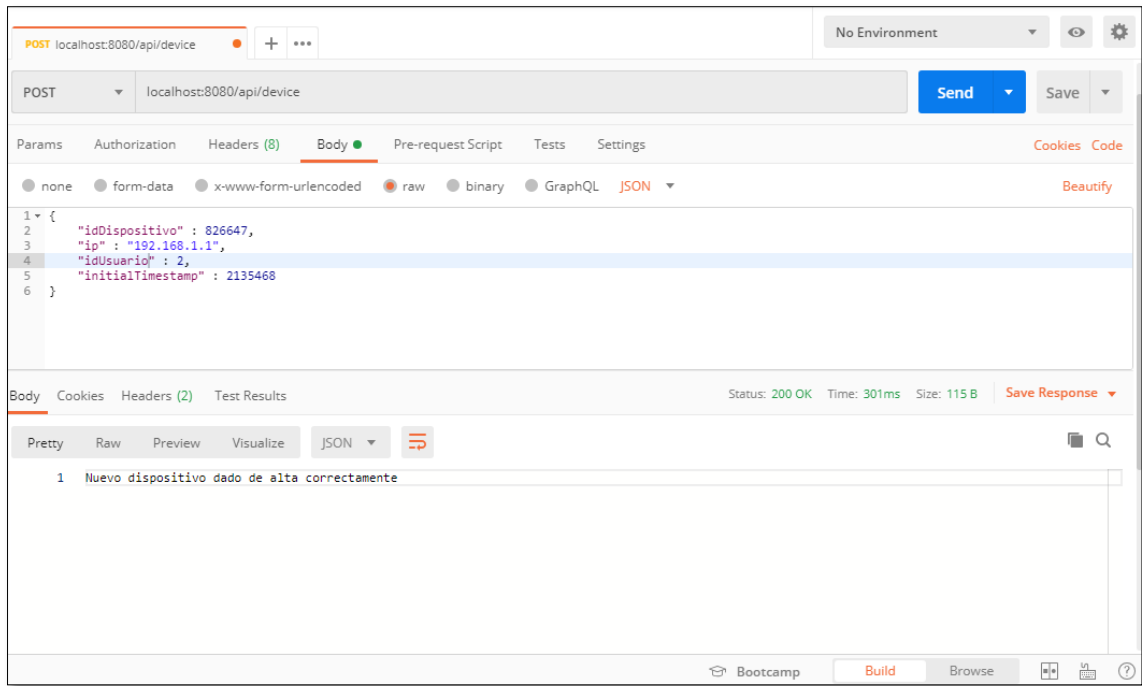 POST localhost:8080/api/device
No Environment
POST localhost:8080/api/device Send Save
Params Authorization Headers (8) Body Pre-request Script Tests Settings Cookies Code
none form-data x-www-form-urlencoded raw binary GraphQL JSON Beautify
1 {
2 "idDispositivo" : 826647,
3 "ip" : "192.168.1.1",
4 "idUsuario" : 2,
5 "initialTimestamp" : 2135468
6 }
Body Cookies Headers (2) Test Results Status: 200 OK Time: 301ms Size: 115 B Save Response
Pretty Raw Preview Visualize JSON
1 Nuevo dispositivo dado de alta correctamente
Bootcamp Build Browse